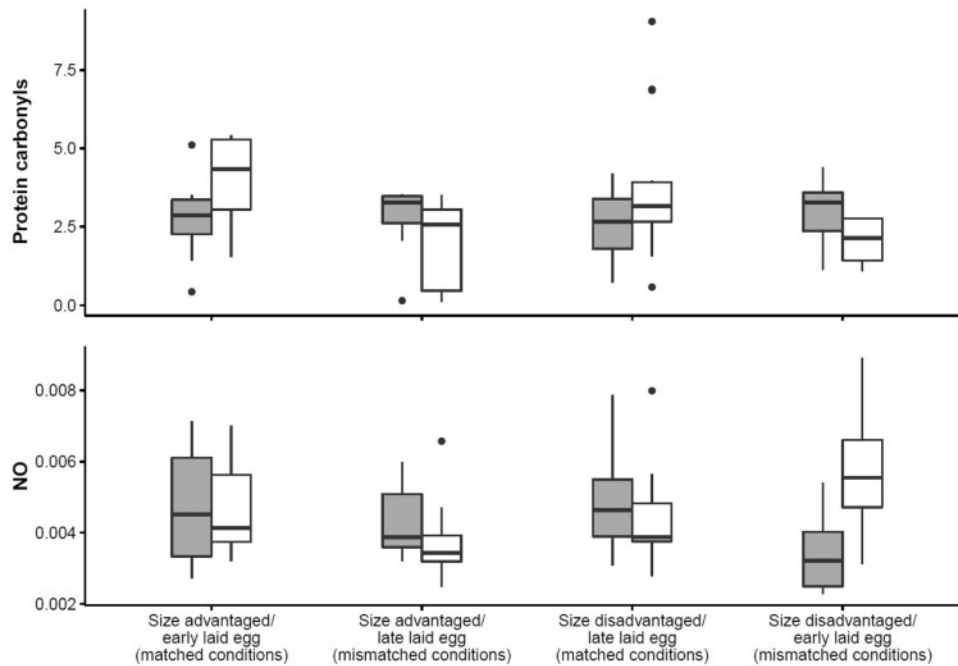 Protein carbonyls
7.5
5.0
2.5
0.0
NO
0.008
0.006
0.004
0.002
Size advantaged/
early laid egg
(matched conditions)
Size advantaged/
late laid egg
(mismatched conditions)
Size disadvantaged/
late laid egg
(matched conditions)
Size disadvantaged/
early laid egg
(mismatched conditions)